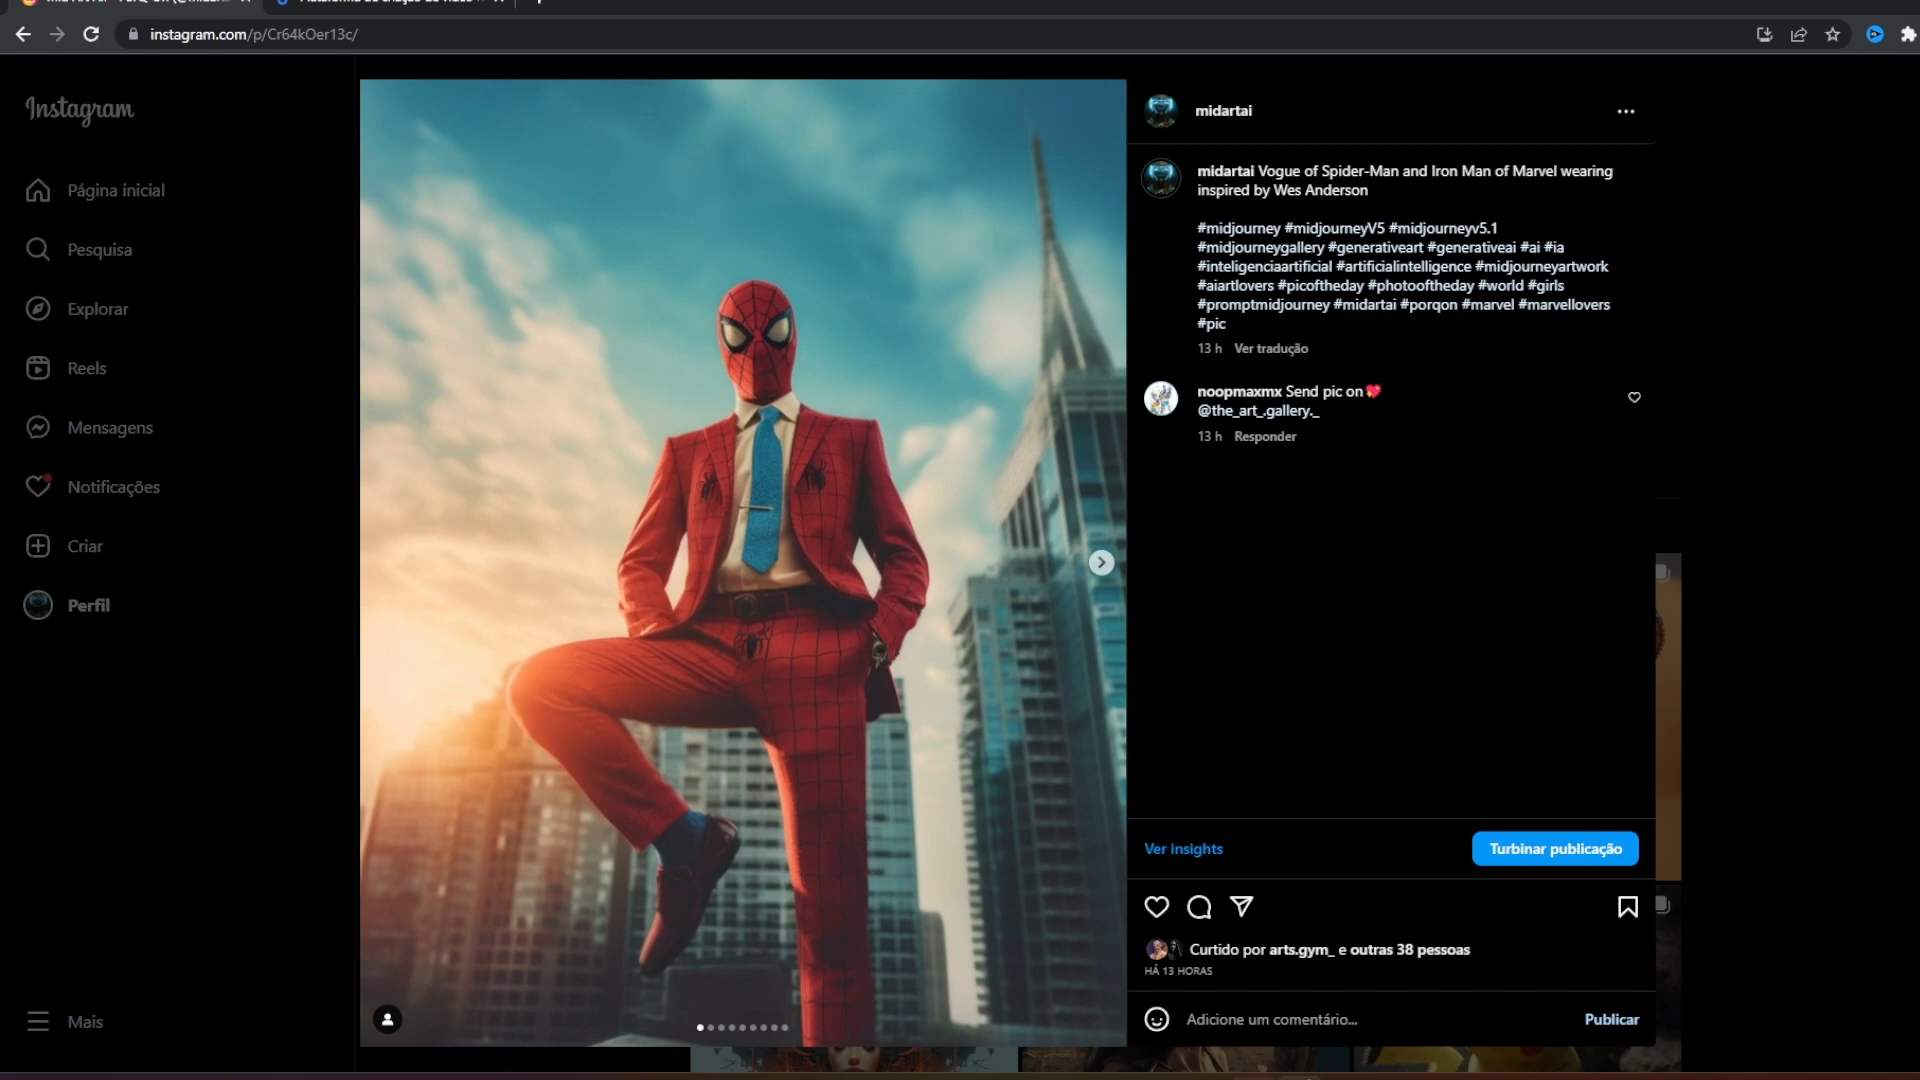 instagram.com/p/Cr64kOer13c/
Instagram
Página inicial
Pesquisa
Explorar
Reels
Mensagens
Notificações
Criar
Perfil
Mais
midartai
midartai Vogue of Spider-Man and Iron Man of Marvel wearing
inspired by Wes Anderson
#midjourney #midjourneyV5 #midjourneyv5.1
#midjourneygallery #generativeart #generativeai #ai #ia
#inteligenciaartificial #artificialintelligence #midjourneyartwork
#aiartlovers #picoftheday #photooftheday #world #girls
#promptmidjourney #midartai #porqon #marvel #marvellovers
#pic
13 h Ver tradução
noopmaxmx Send pic on💖
@the_art_.gallery._
13 h Responder
Ver insights
Turbinar publicação
Curtido por arts.gym_ e outras 38 pessoas
HÁ 13 HORAS
Adicione um comentário...
Publicar